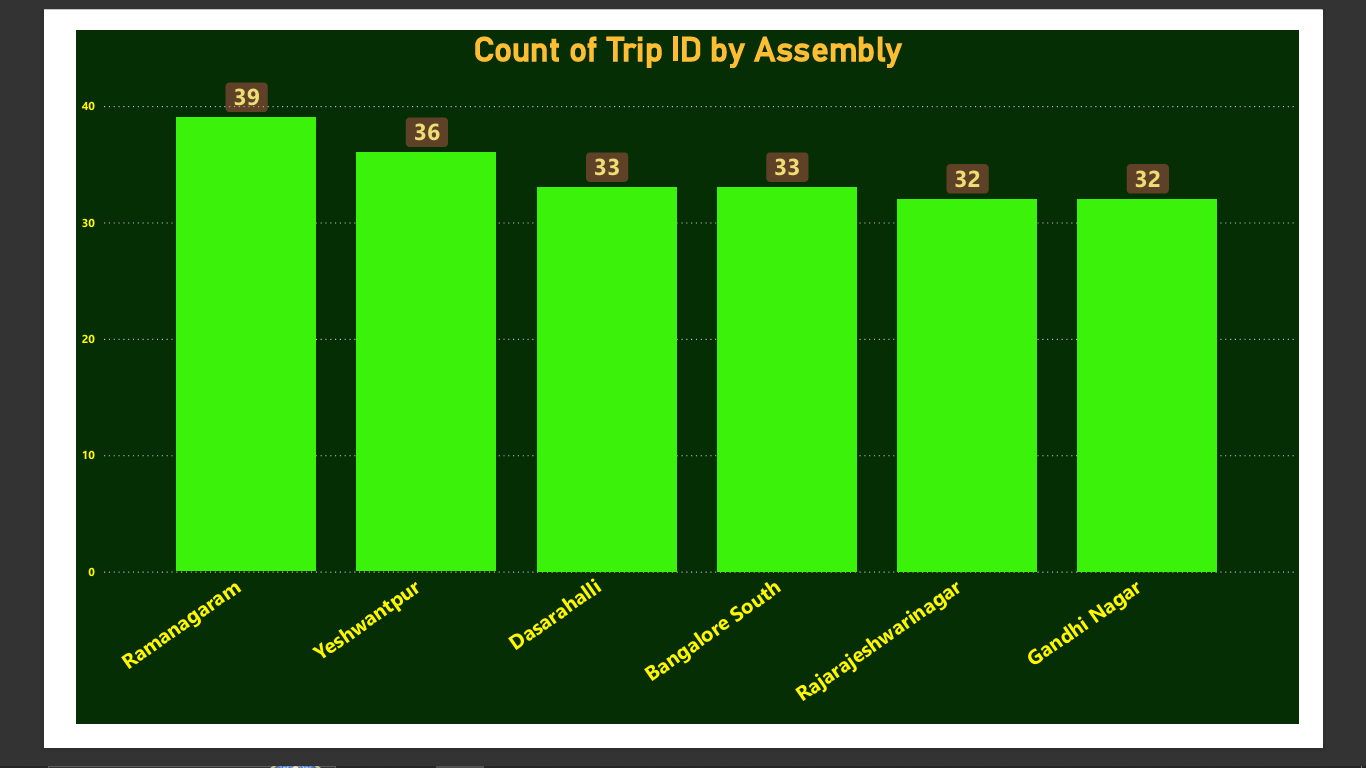 Count of Trip ID by Assembly
40
30
20
10
0
39
36
33
33
32
32
Ramanagaram
Yeshwantpur
Dasarahalli
Bangalore South
Rajarajeshwarinagar
Gandhi Nagar